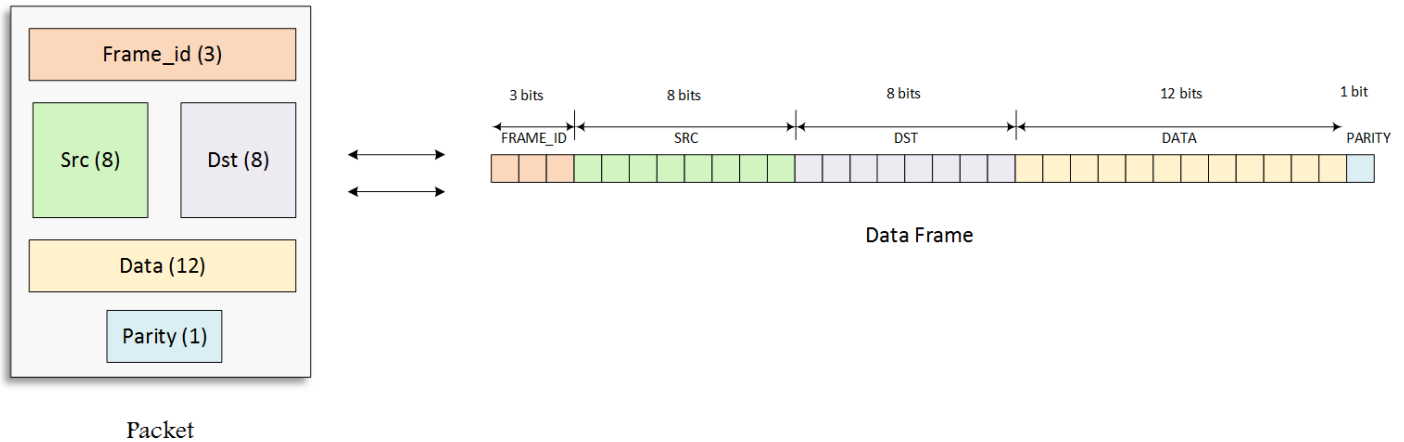 Frame_id (3)
Src (8)
Dst (8)
Data (12)
Parity (1)
Packet
3 bits
8 bits
8 bits
12 bits
1 bit
FRAME_ID
SRC
DST
DATA
PARITY
Data Frame